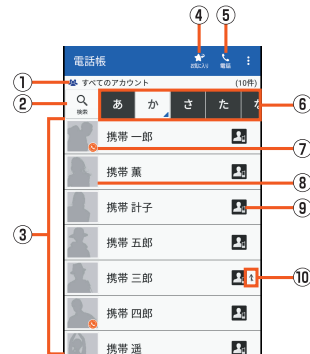 ④ ⑤
電話帳 お気に入り 電話
① すべてのアカウント (10件)
② 検索 あ か さ た な ⑥
携帯 一郎 ⑦
携帯 薫 ⑧
③ 携帯 計子 ⑨
携帯 五郎
携帯 三郎 ⑩
携帯 四郎
携帯 遥